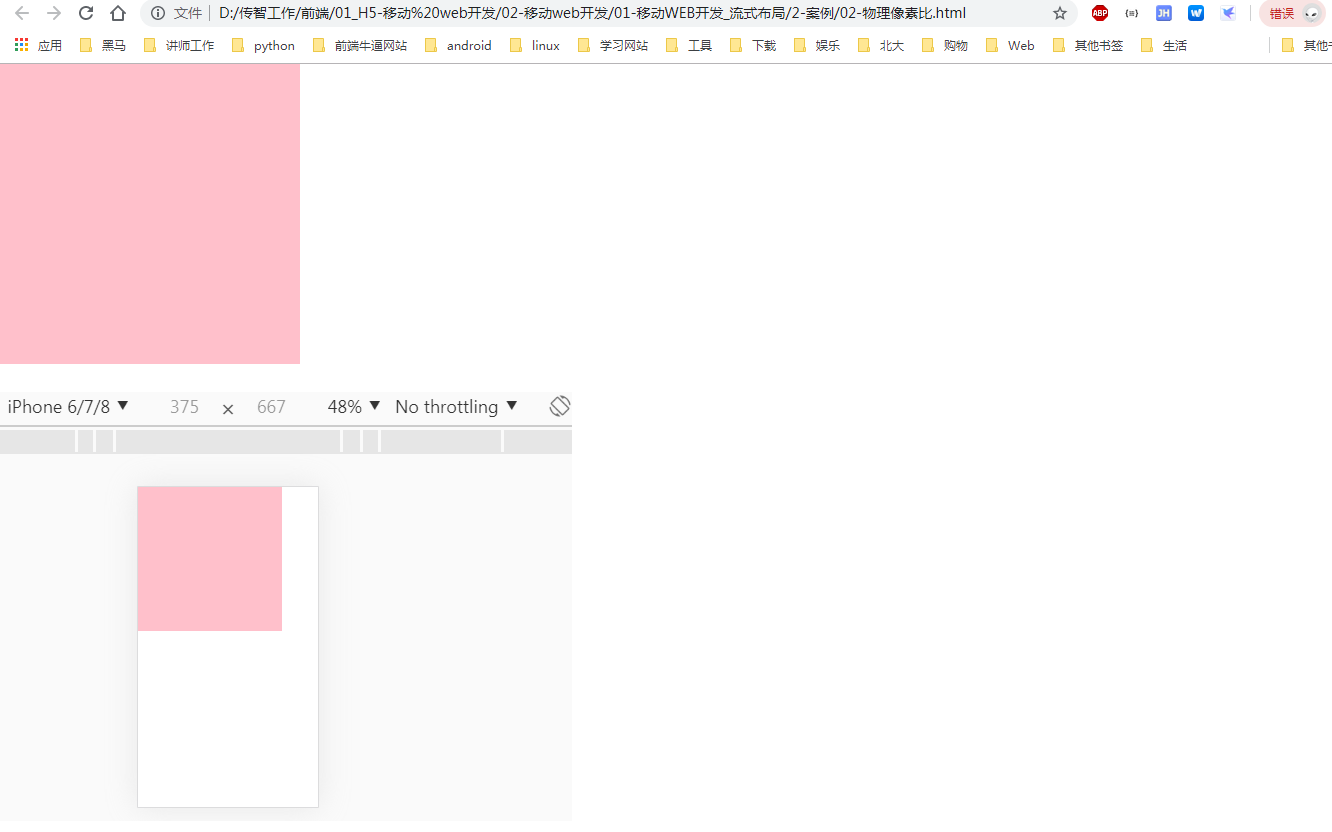 文件 D:/传智工作/前端/01_H5-移动%20web开发/02-移动web开发/01-移动WEB开发_流式布局/2-案例/02-物理像素比.html ABP {≡} JH W 错误
应用 黑马 讲师工作 python 前端牛逼网站 android linux 学习网站 工具 下载 娱乐 北大 购物 Web 其他书签 生活 其他
iPhone 6/7/8 375 × 667 48% No throttling